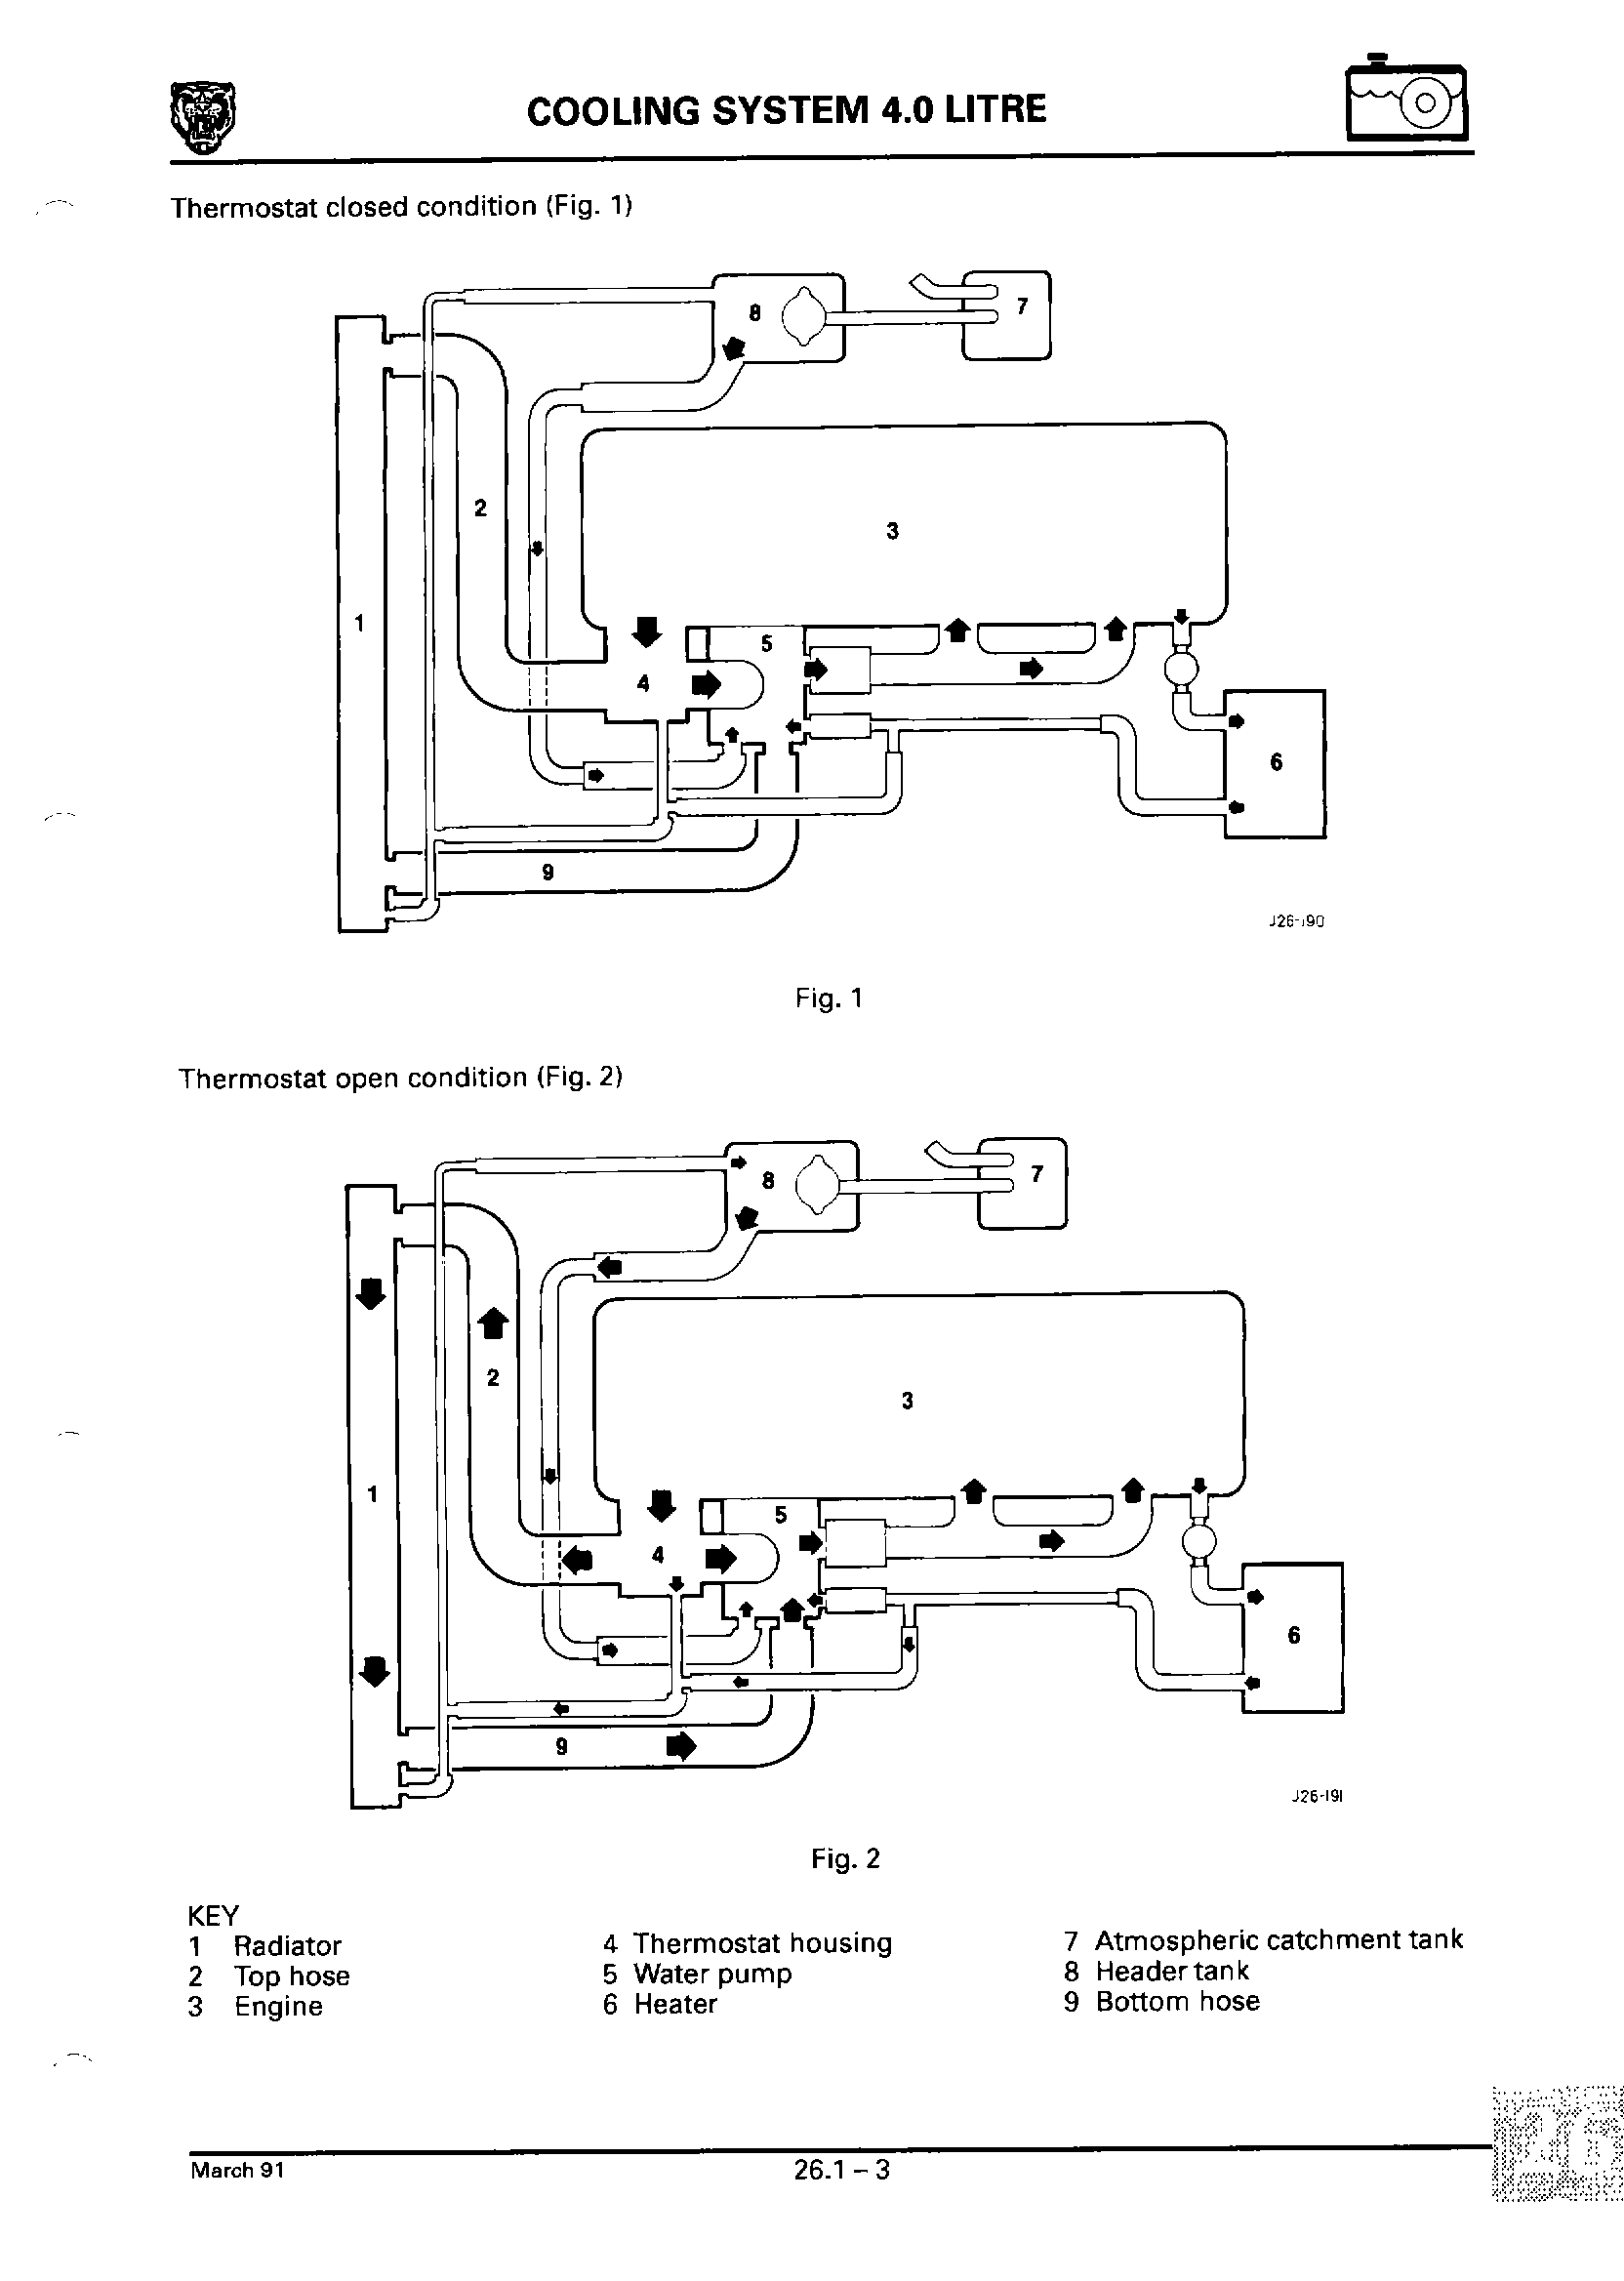 COOLING SYSTEM 4.0 LITRE
Thermostat closed condition (Fig. 1)
8
7
2
3
1
5
4
6
9
J26-190
Fig. 1
Thermostat open condition (Fig. 2)
8
7
2
3
1
5
4
6
9
J26-191
Fig. 2
KEY
1 Radiator
2 Top hose
3 Engine
4 Thermostat housing
5 Water pump
6 Heater
7 Atmospheric catchment tank
8 Header tank
9 Bottom hose
26
March 91
26.1 – 3